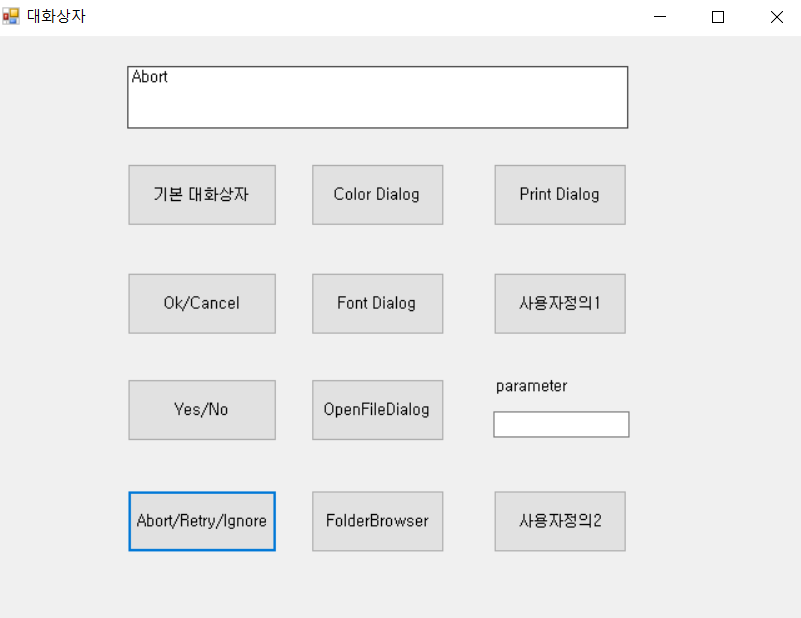 대화상자
Abort
기본 대화상자
Color Dialog
Print Dialog
Ok/Cancel
Font Dialog
사용자정의1
Yes/No
OpenFileDialog
parameter
Abort/Retry/Ignore
FolderBrowser
사용자정의2